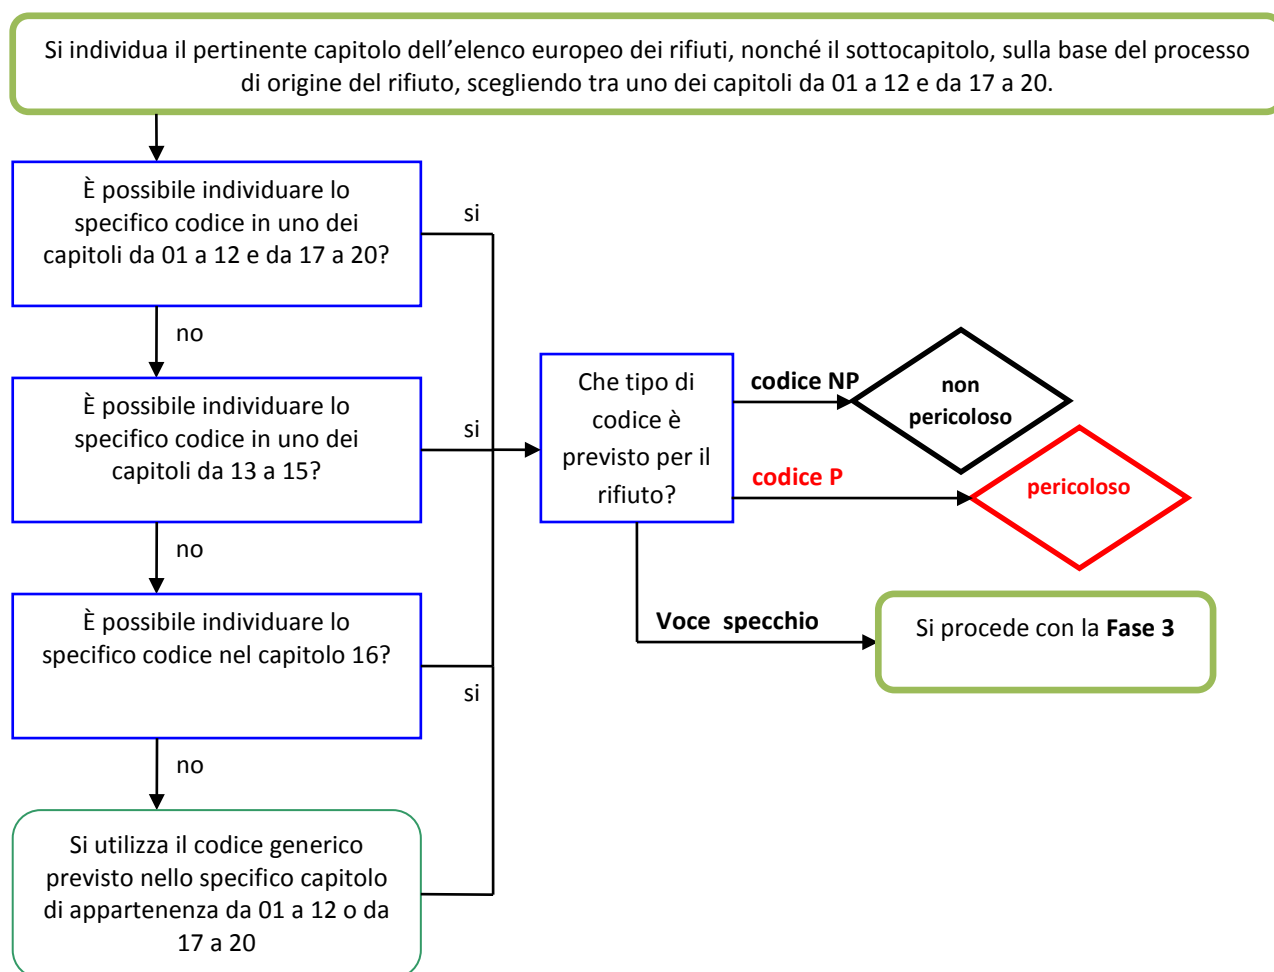 Si individua il pertinente capitolo dell'elenco europeo dei rifiuti, nonché il sottocapitolo, sulla base del processo
di origine del rifiuto, scegliendo tra uno dei capitoli da 01 a 12 e da 17 a 20.
È possibile individuare lo
specifico codice in uno dei
capitoli da 01 a 12 e da 17 a 20?
si
no
È possibile individuare lo
specifico codice in uno dei
capitoli da 13 a 15?
si
no
È possibile individuare lo
specifico codice nel capitolo 16?
si
no
Si utilizza il codice generico
previsto nello specifico capitolo
di appartenenza da 01 a 12 o da
17 a 20
Che tipo di
codice è
previsto per il
rifiuto?
codice NP
non
pericoloso
codice P
pericoloso
Voce specchio
Si procede con la Fase 3